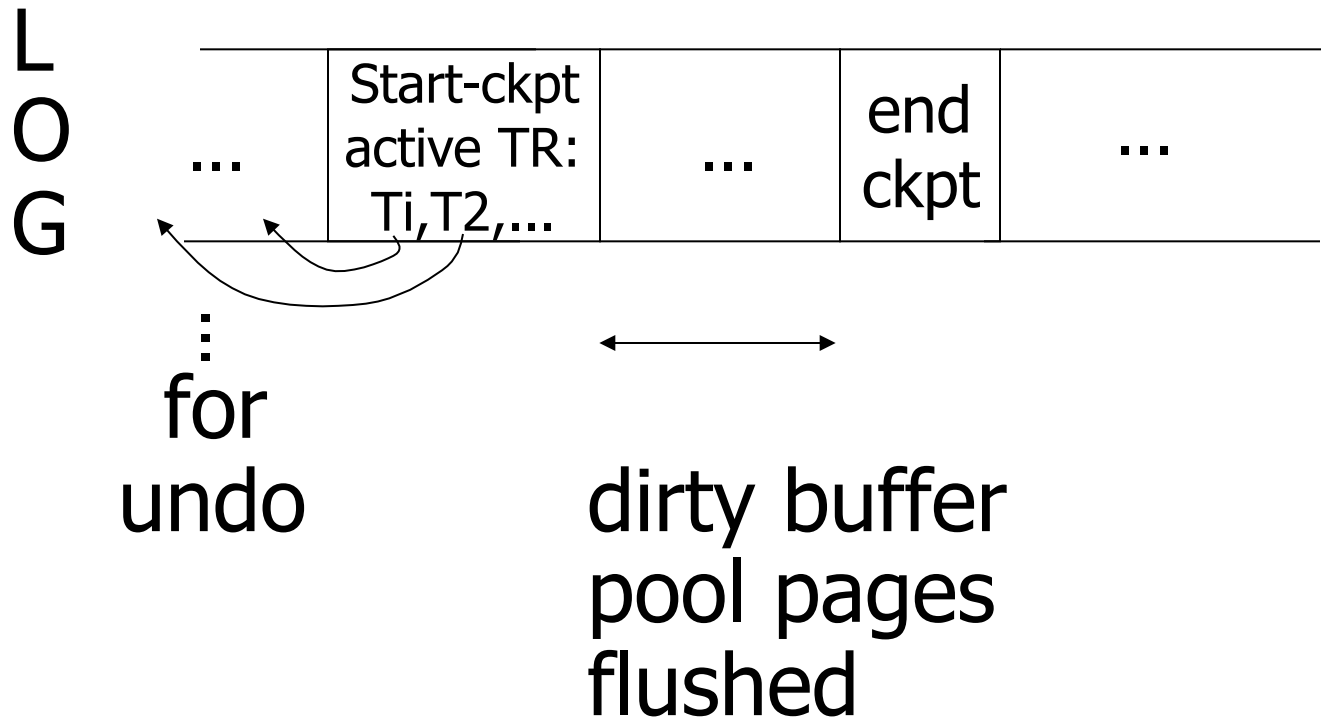 L
O
G
...
Start-ckpt
active TR:
Ti,T2,...
...
end
ckpt
...
...
for
undo
dirty buffer
pool pages
flushed